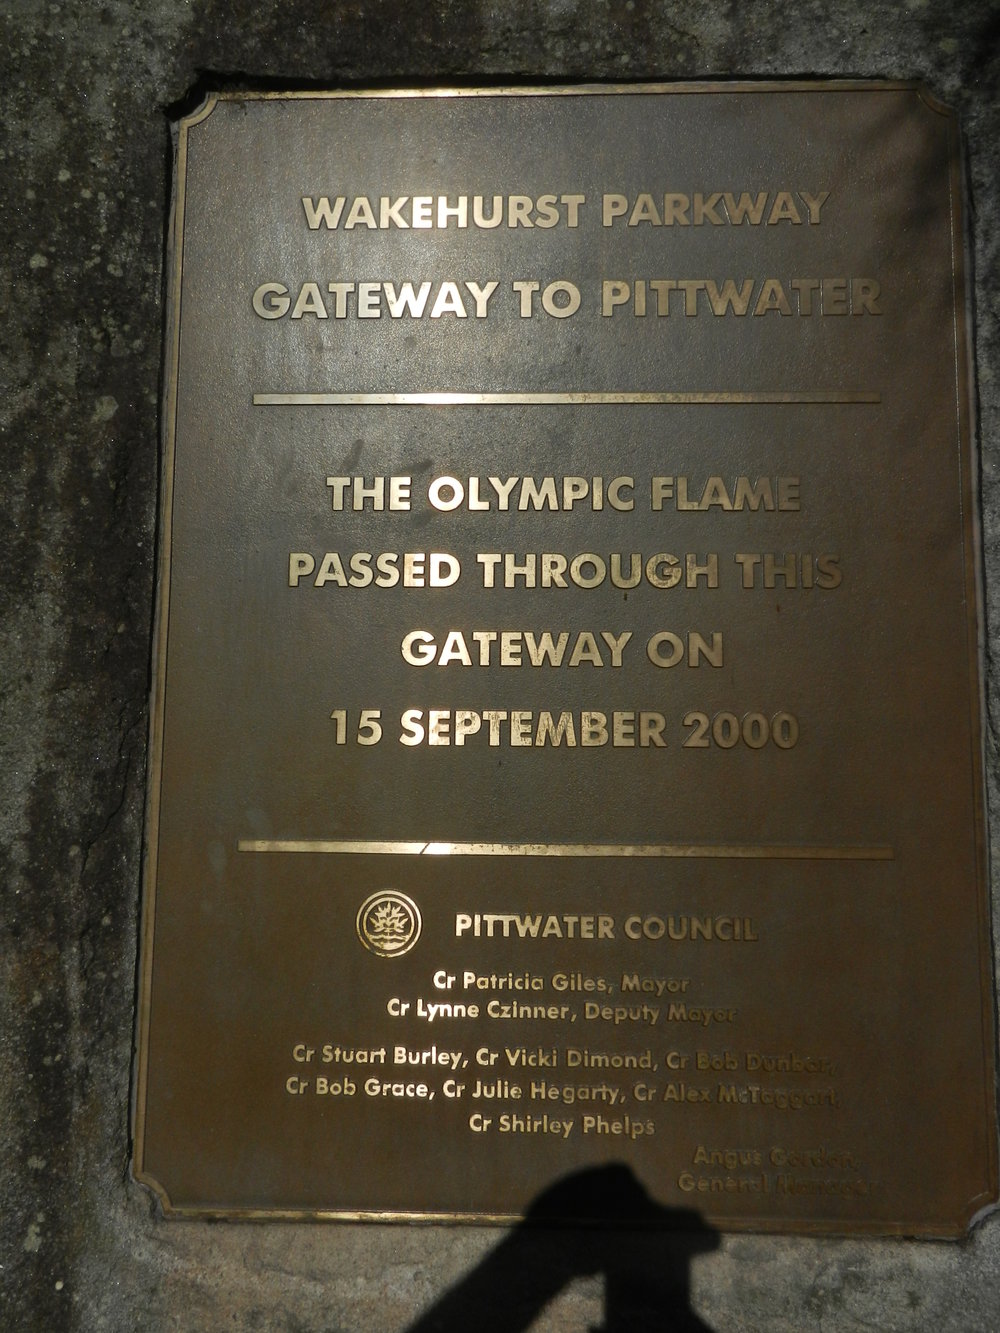 WAKEHURST PARKWAY
GATEWAY TO PITTWATER
THE OLYMPIC FLAME
PASSED THROUGH THIS
GATEWAY ON
15 SEPTEMBER 2000
PITTWATER COUNCIL
Cr Patricia Giles, Mayor
Cr Lynne Czinner, Deputy Mayor
Cr Stuart Burley, Cr Vicki Dimond, Cr Bob Dunbar,
Cr Bob Grace, Cr Julie Hegarty, Cr Alex McTaggart,
Cr Shirley Phelps
Angus Gordon,
General Manager